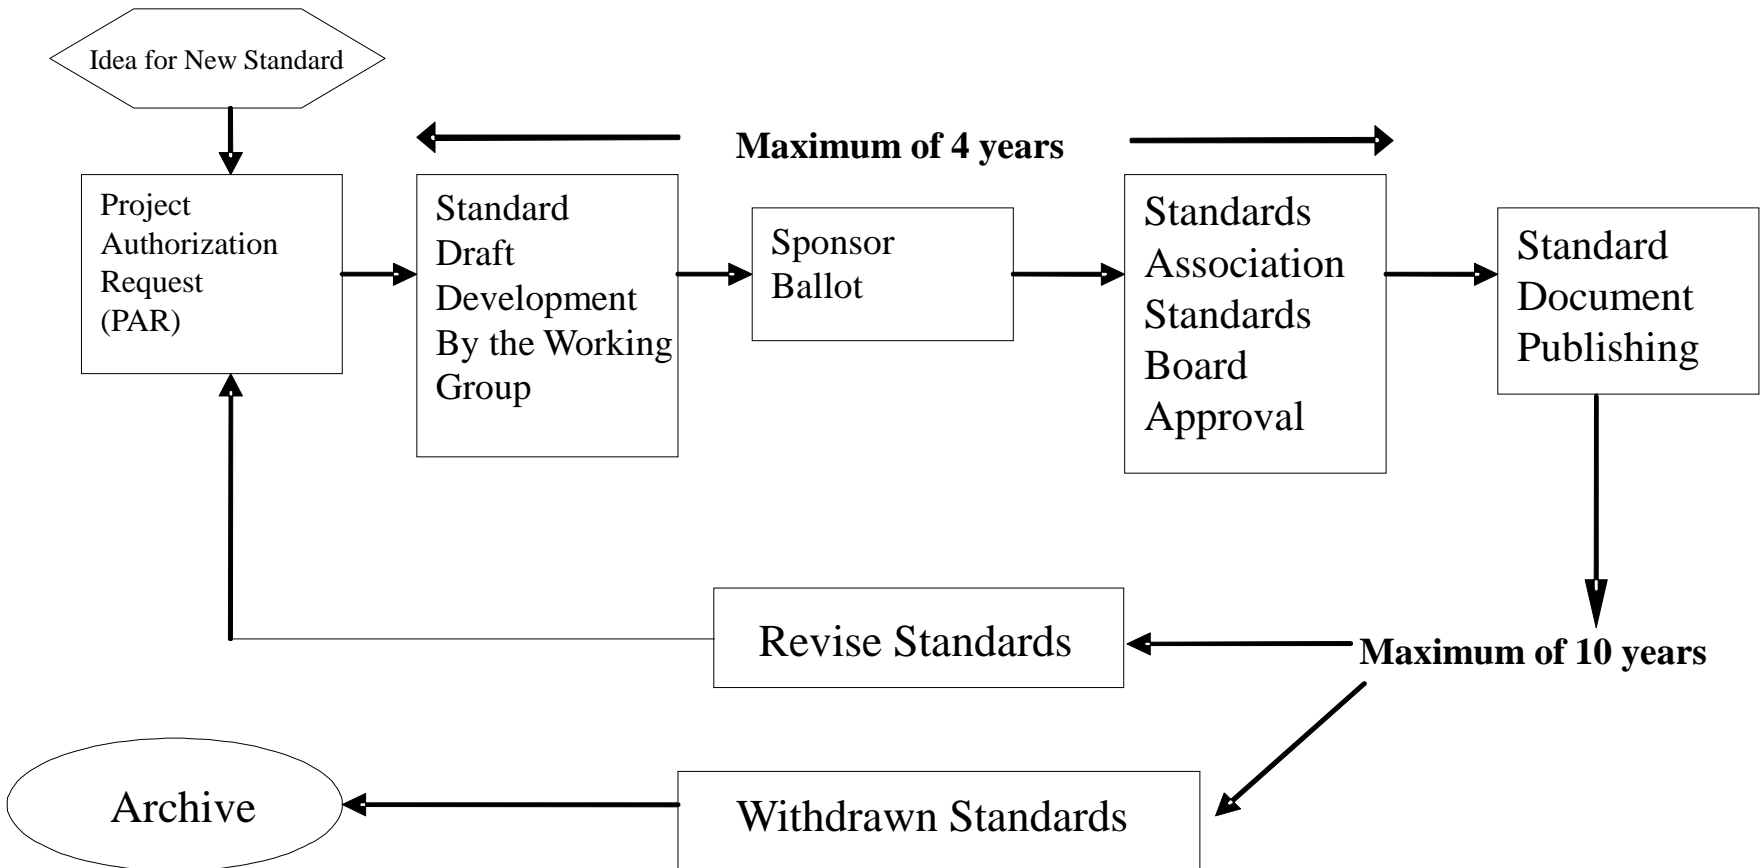 Idea for New Standard
Maximum of 4 years
Project
Authorization
Request
(PAR)
Standard
Draft
Development
By the Working
Group
Sponsor
Ballot
Standards
Association
Standards
Board
Approval
Standard
Document
Publishing
Revise Standards
Maximum of 10 years
Archive
Withdrawn Standards